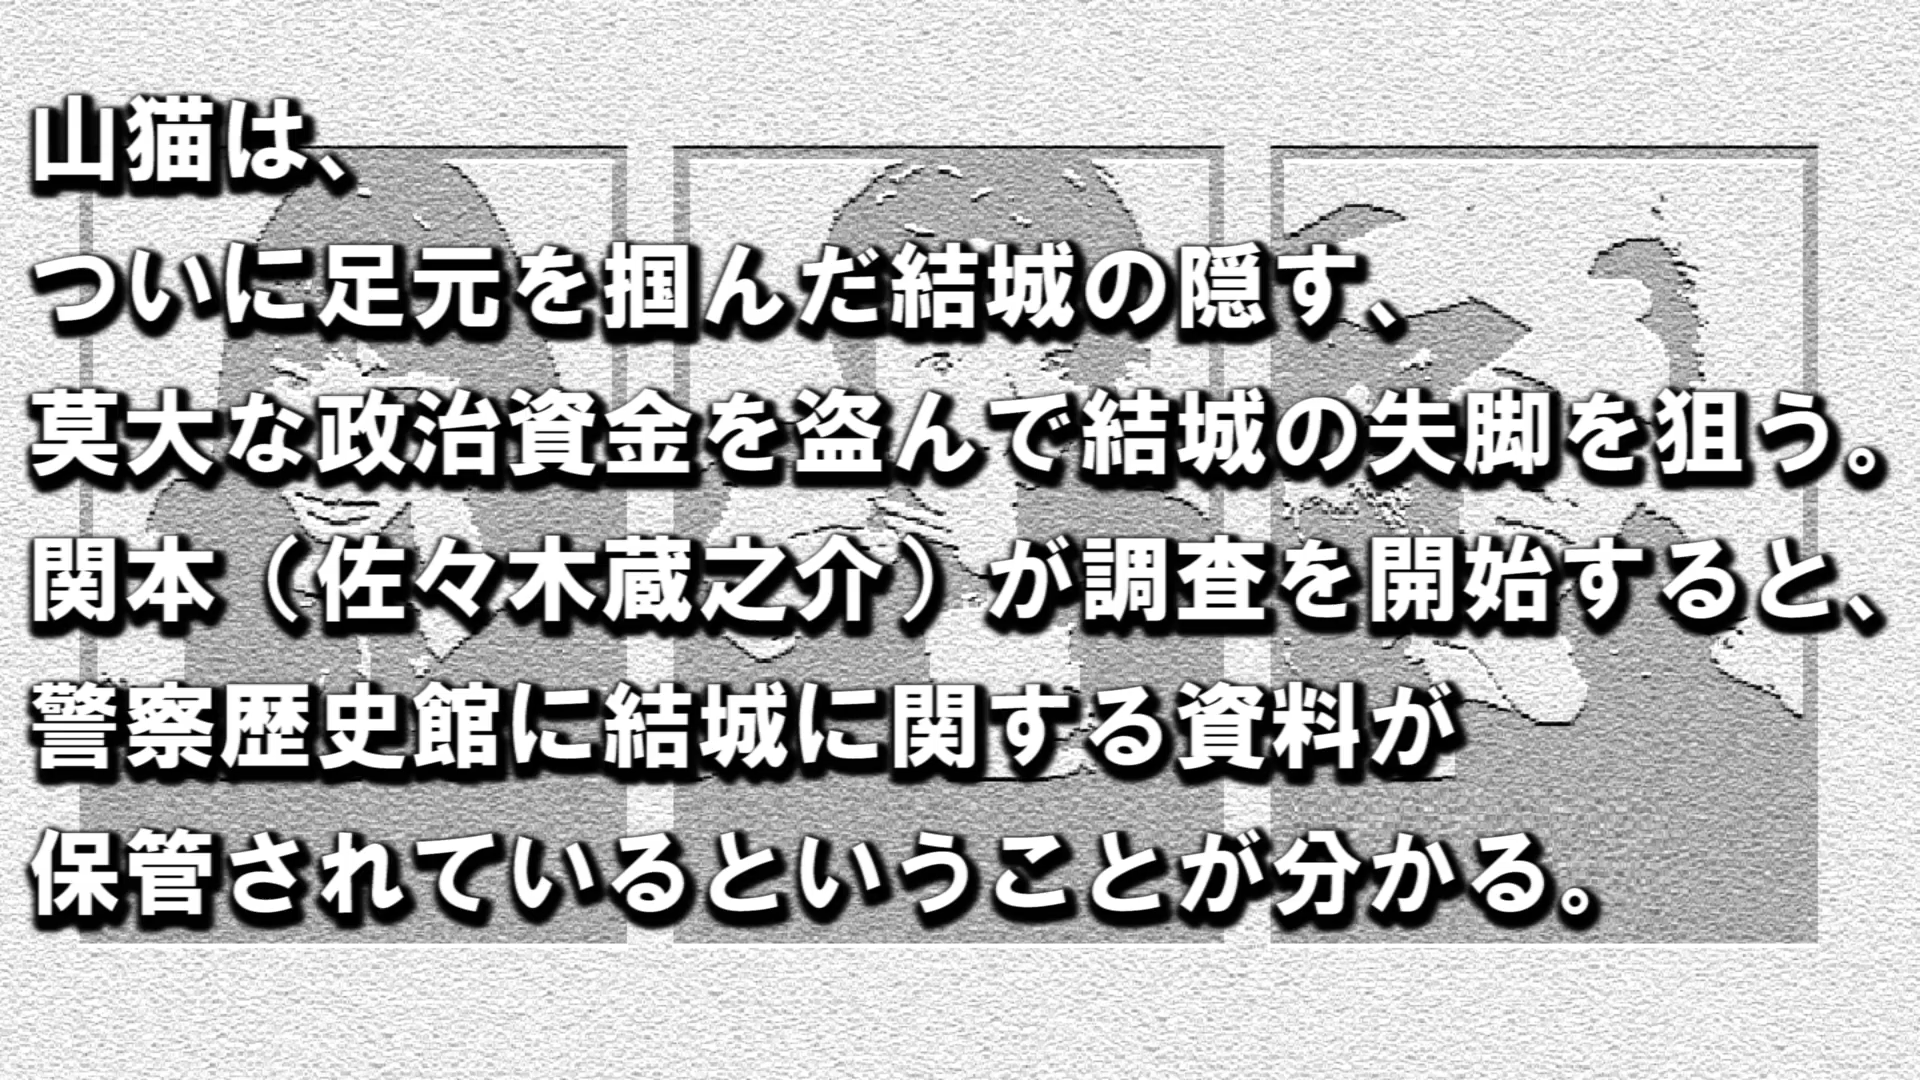 山猫は、
ついに足元を掴んだ結城の隠す、
莫大な政治資金を盗んで結城の失脚を狙う。
関本（佐々木蔵之介）が調査を開始すると、
警察歴史館に結城に関する資料が
保管されているということが分かる。